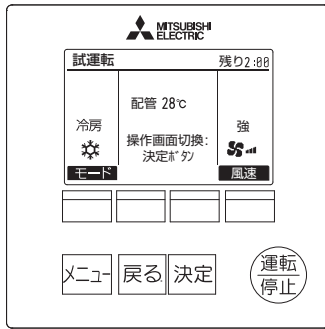 MITSUBISHI
ELECTRIC
試運転 残り2:00
配管 28℃
冷房 強
操作画面切換:
決定ﾎﾞﾀﾝ
モード 風速
メニュー 戻る 決定 運転
停止